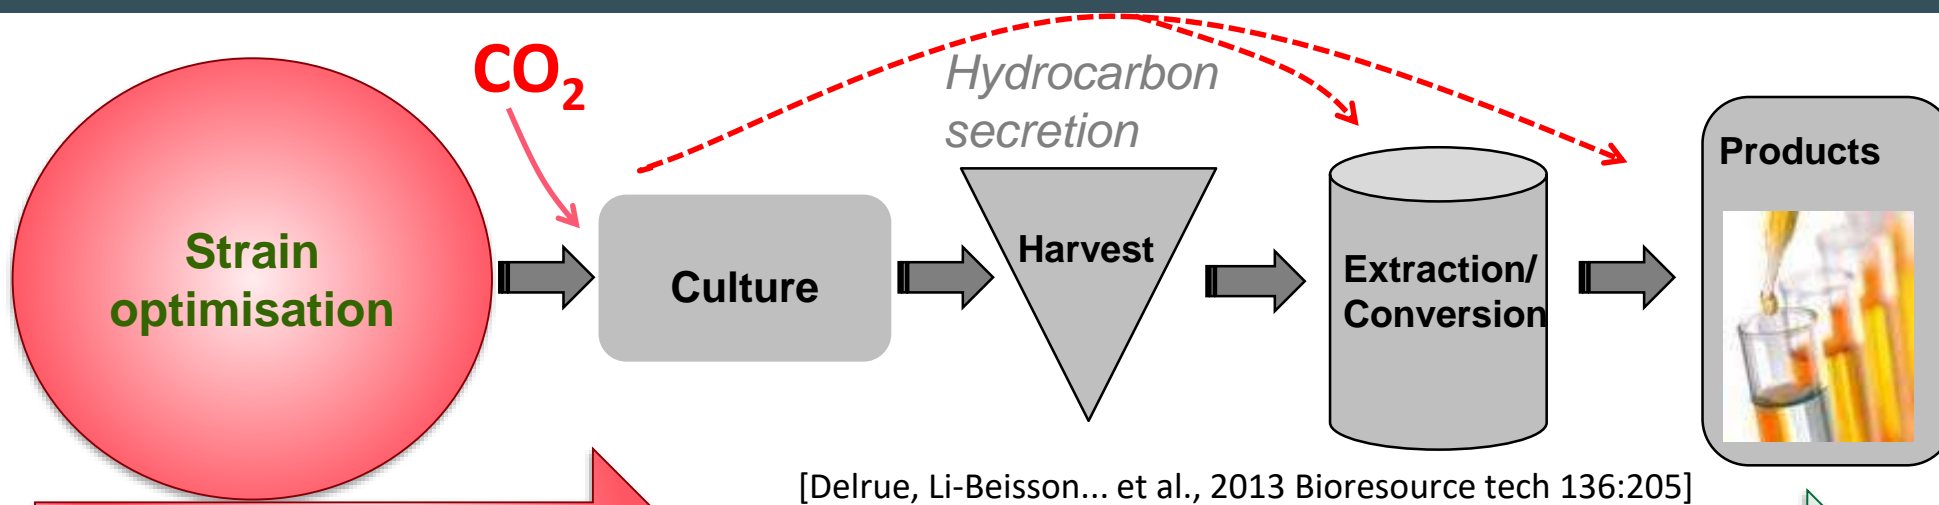 CO₂
Hydrocarbon
secretion
Products
Strain
optimisation
Culture
Harvest
Extraction/
Conversion
[Delrue, Li-Beisson... et al., 2013 Bioresource tech 136:205]